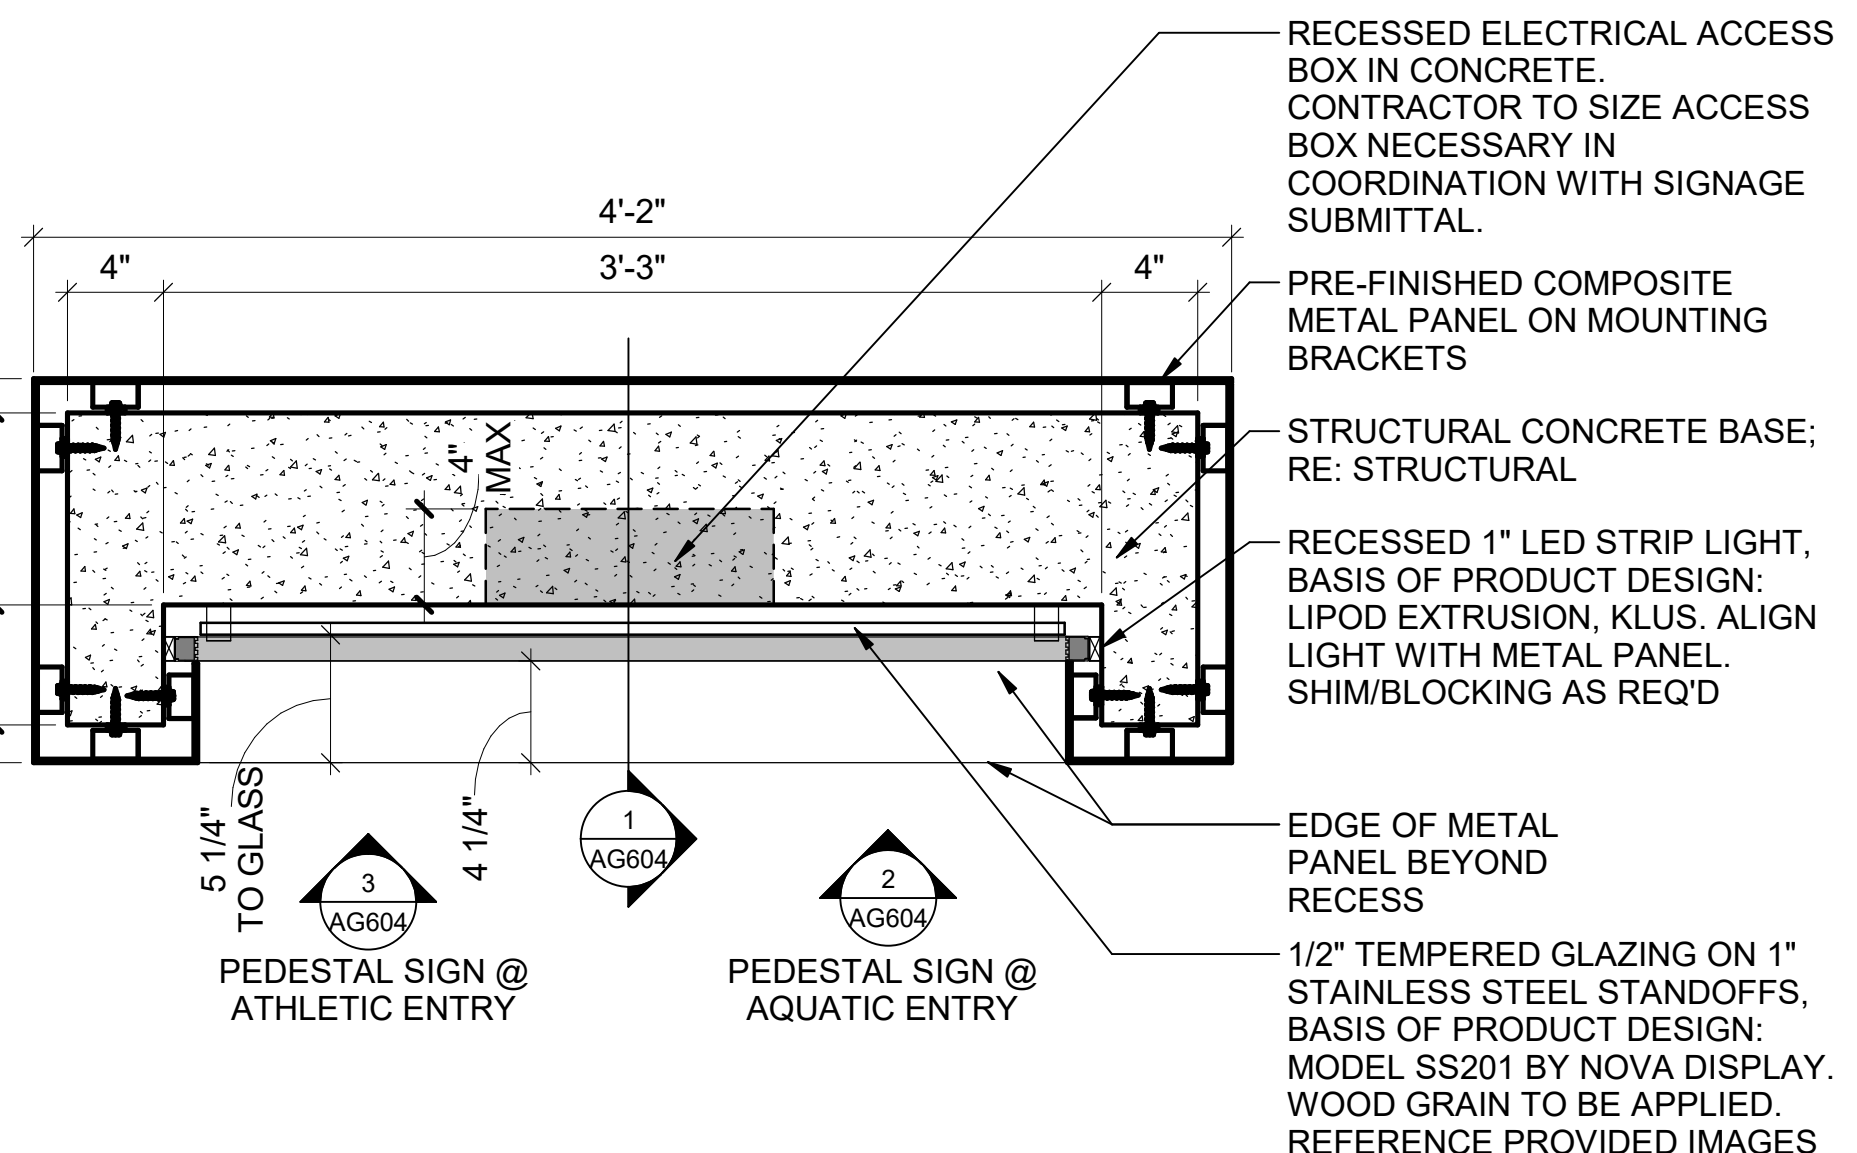 RECESSED ELECTRICAL ACCESS
BOX IN CONCRETE.
CONTRACTOR TO SIZE ACCESS
BOX NECESSARY IN
COORDINATION WITH SIGNAGE
SUBMITTAL.
4'-2"
4"
3'-3"
4"
PRE-FINISHED COMPOSITE
METAL PANEL ON MOUNTING
BRACKETS
STRUCTURAL CONCRETE BASE;
RE: STRUCTURAL
4"
MAX
RECESSED 1" LED STRIP LIGHT,
BASIS OF PRODUCT DESIGN:
LIPOD EXTRUSION, KLUS. ALIGN
LIGHT WITH METAL PANEL.
SHIM/BLOCKING AS REQ'D
5 1/4"
TO GLASS
4 1/4"
1
AG604
3
AG604
2
AG604
PEDESTAL SIGN @
ATHLETIC ENTRY
PEDESTAL SIGN @
AQUATIC ENTRY
EDGE OF METAL
PANEL BEYOND
RECESS
1/2" TEMPERED GLAZING ON 1"
STAINLESS STEEL STANDOFFS,
BASIS OF PRODUCT DESIGN:
MODEL SS201 BY NOVA DISPLAY.
WOOD GRAIN TO BE APPLIED.
REFERENCE PROVIDED IMAGES